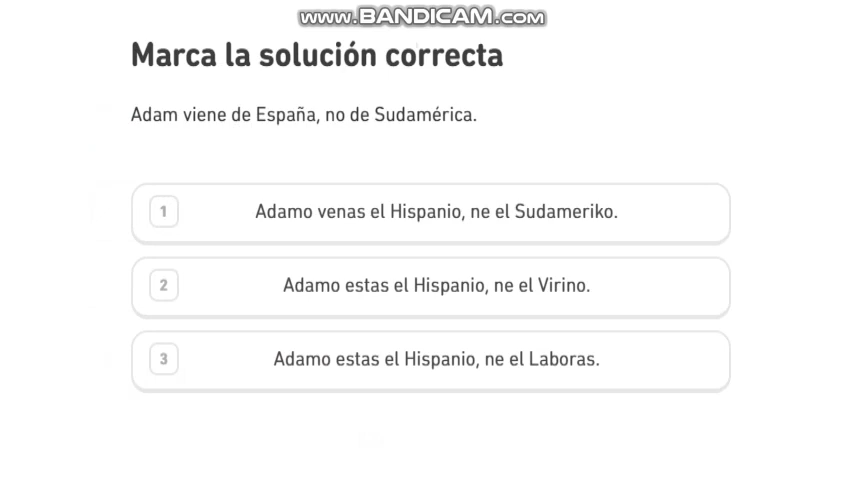 www.BANDICAM.COM
Marca la solución correcta
Adam viene de España, no de Sudamérica.
1 Adamo venas el Hispanio, ne el Sudameriko.
2 Adamo estas el Hispanio, ne el Virino.
3 Adamo estas el Hispanio, ne el Laboras.